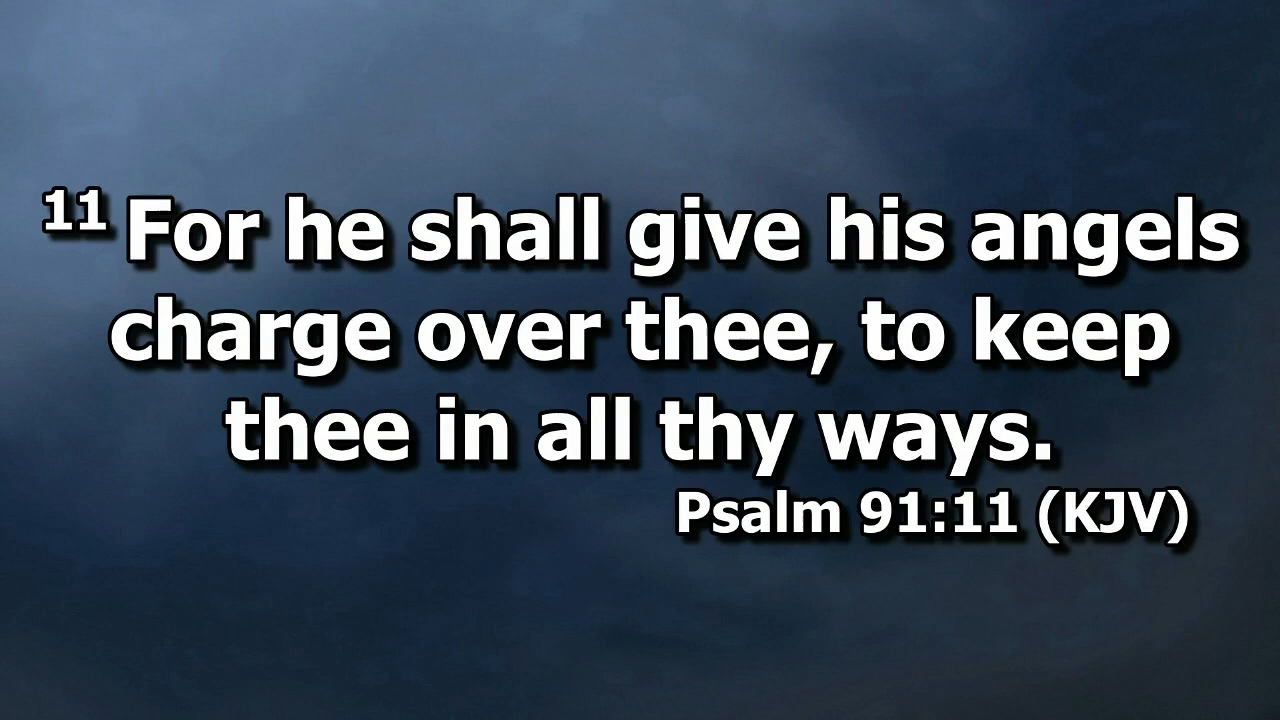 11 For he shall give his angels
charge over thee, to keep
thee in all thy ways.
Psalm 91:11 (KJV)